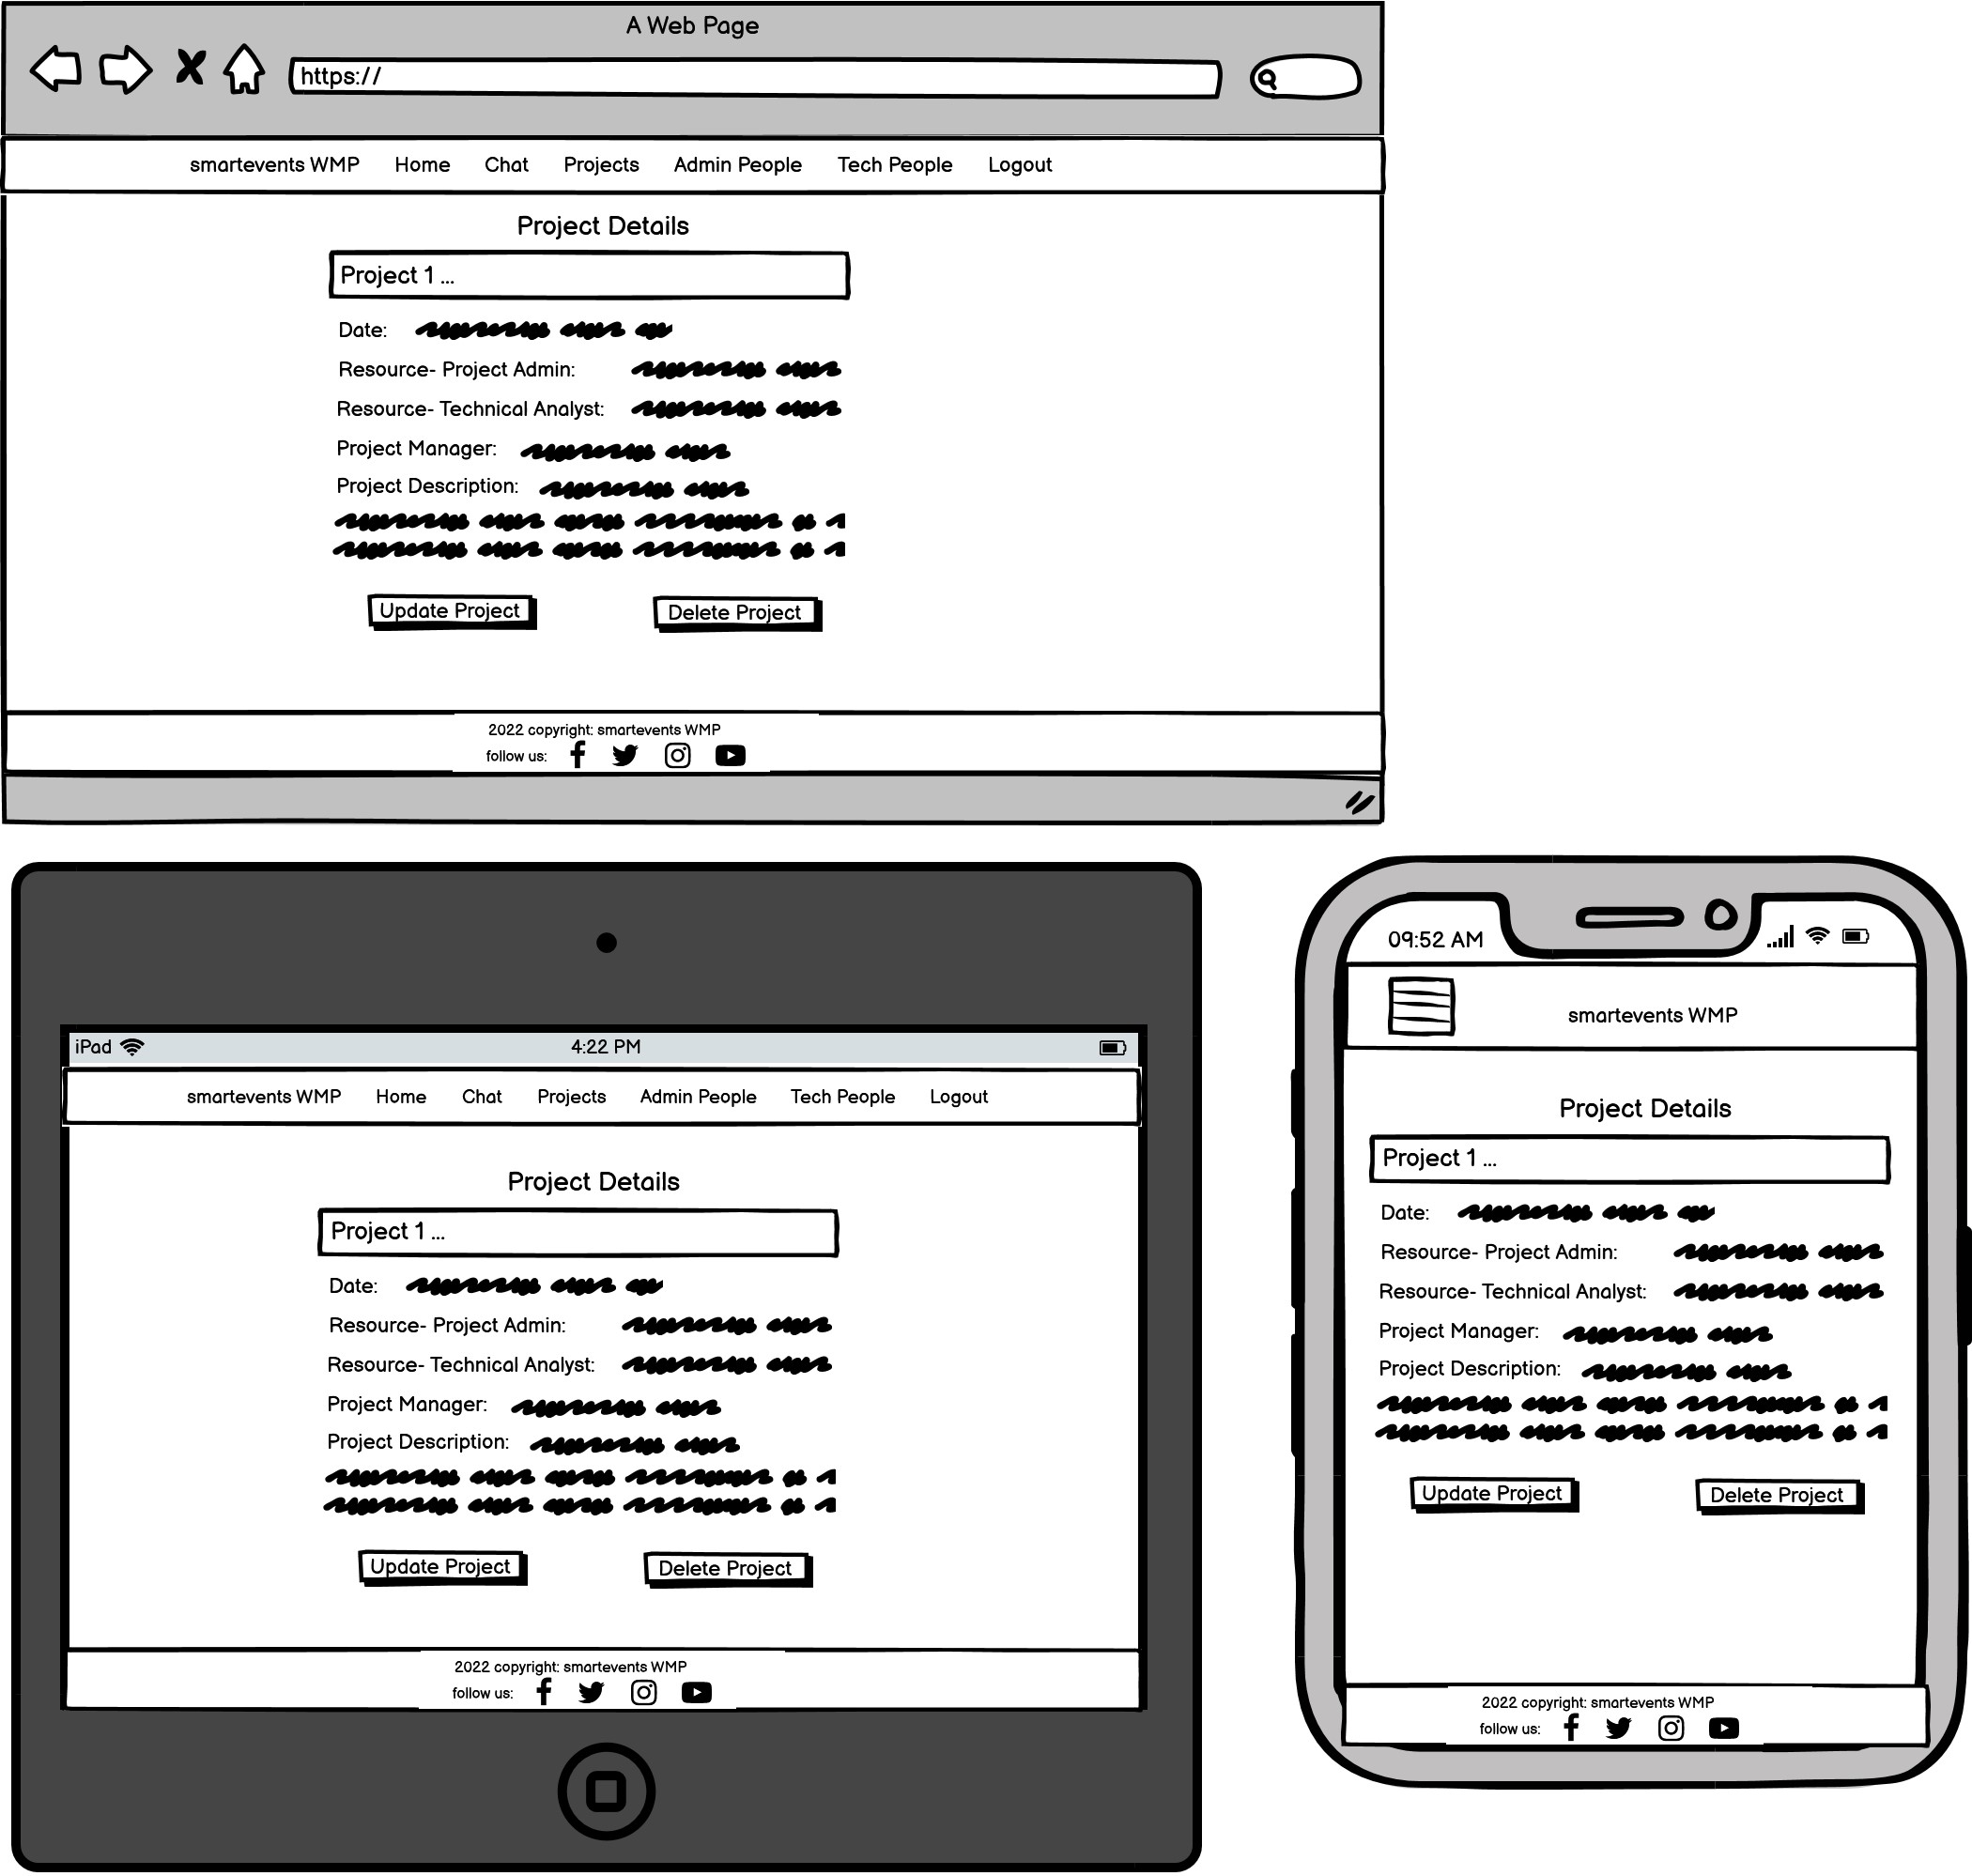 A Web Page
https://
smartevents WMP Home Chat Projects Admin People Tech People Logout
Project Details
Project 1 ...
Date:
Resource- Project Admin:
Resource- Technical Analyst:
Project Manager:
Project Description:
Update Project Delete Project
2022 copyright: smartevents WMP
follow us:
iPad 4:22 PM
smartevents WMP Home Chat Projects Admin People Tech People Logout
Project Details
Project 1 ...
Date:
Resource- Project Admin:
Resource- Technical Analyst:
Project Manager:
Project Description:
Update Project Delete Project
2022 copyright: smartevents WMP
follow us:
09:52 AM
smartevents WMP
Project Details
Project 1 ...
Date:
Resource- Project Admin:
Resource- Technical Analyst:
Project Manager:
Project Description:
Update Project Delete Project
2022 copyright: smartevents WMP
follow us: